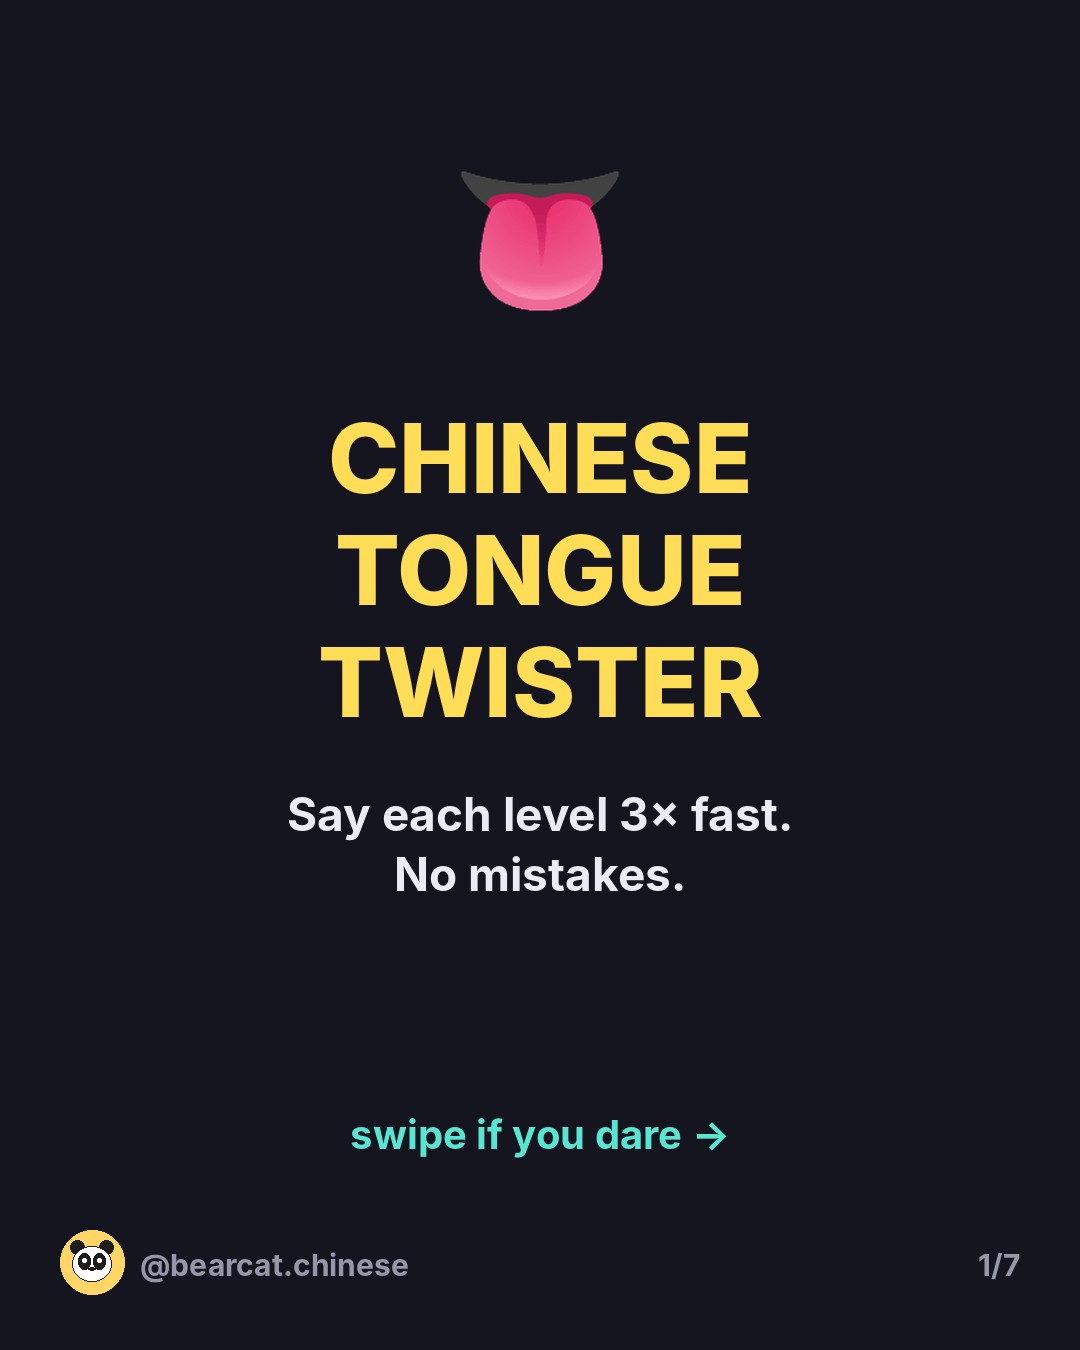 CHINESE
TONGUE
TWISTER
Say each level 3× fast.
No mistakes.
swipe if you dare →
@bearcat.chinese
1/7